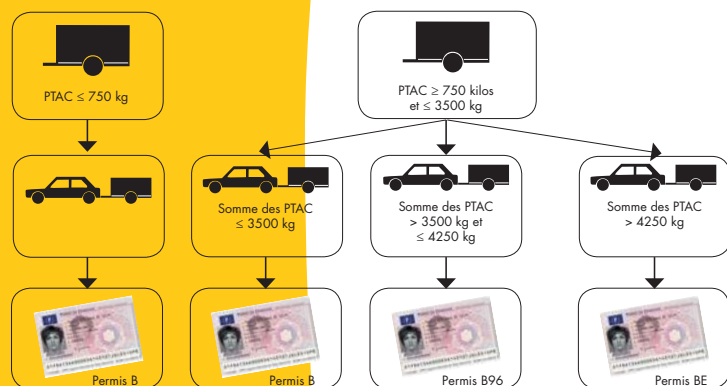 PTAC ≤ 750 kg
PTAC ≥ 750 kilos
et ≤ 3500 kg
Somme des PTAC
≤ 3500 kg
Somme des PTAC
> 3500 kg et
≤ 4250 kg
Somme des PTAC
> 4250 kg
Permis B
Permis B
Permis B96
Permis BE